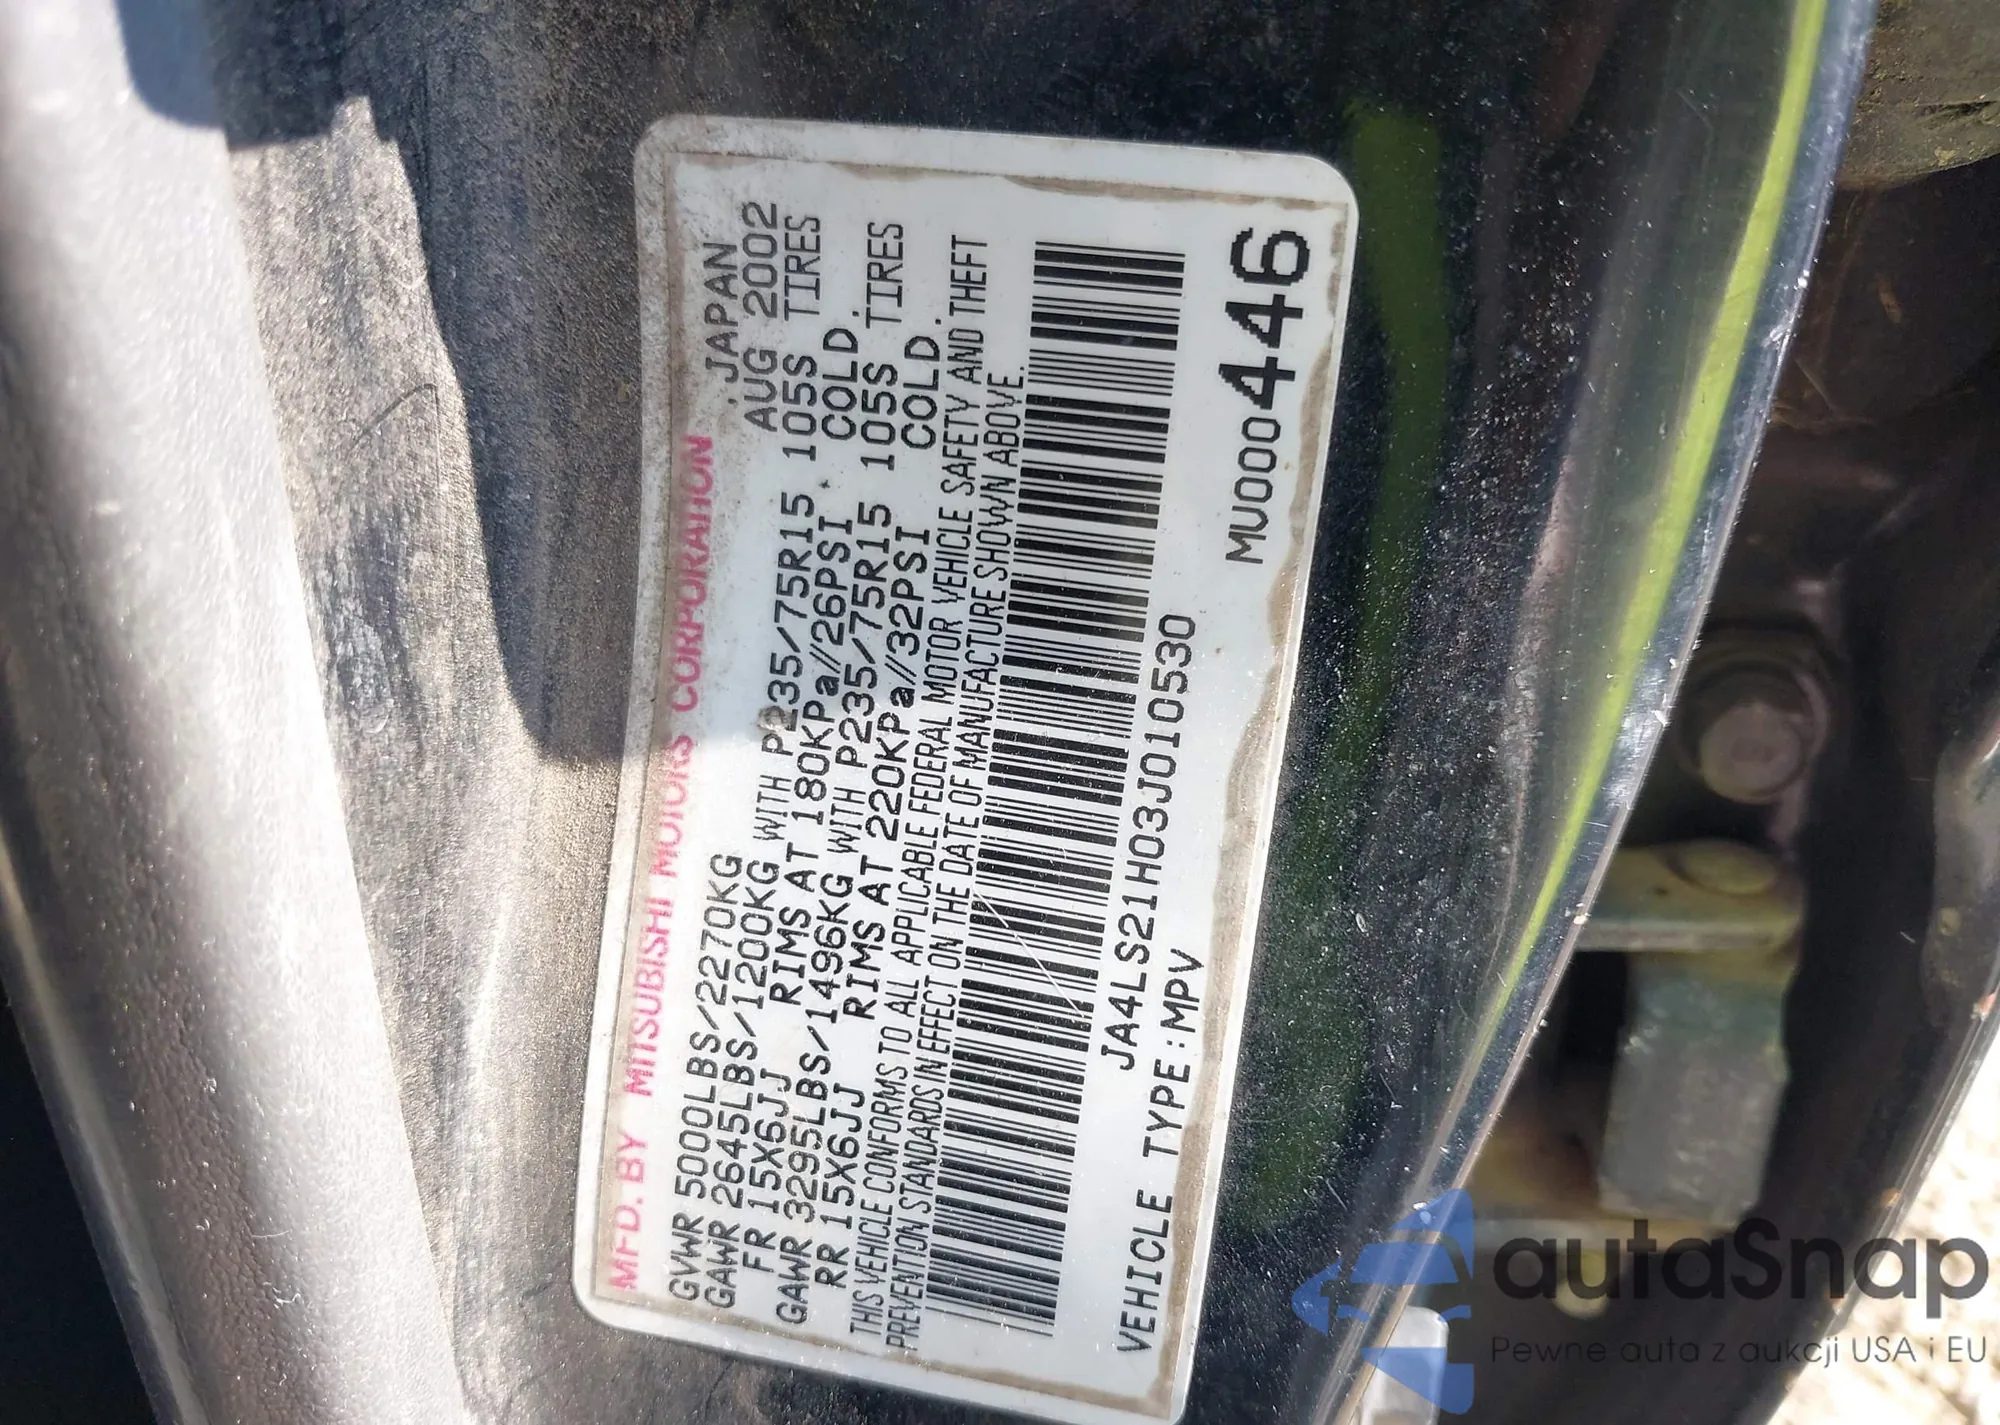 MFD. BY MITSUBISHI MOTORS CORPORATION, JAPAN
GVWR 5000LBS/2270KG AUG 2002
GAWR 2645LBS/1200KG WITH P235/75R15 105S TIRES
FR 15X6JJ RIMS AT 180KPa//26PSI COLD.
GAWR 3295LBS/1496KG WITH P235/75R15 105S TIRES
RR 15X6JJ RIMS AT 220KPa//32PSI COLD.
THIS VEHICLE CONFORMS TO ALL APPLICABLE FEDERAL MOTOR VEHICLE SAFETY AND THEFT
PREVENTION STANDARDS IN EFFECT ON THE DATE OF MANUFACTURE SHOWN ABOVE.
JA4LS21H03J010530
VEHICLE TYPE:MPV MU000446
autaSnap
Pewne auta z aukcji USA i EU